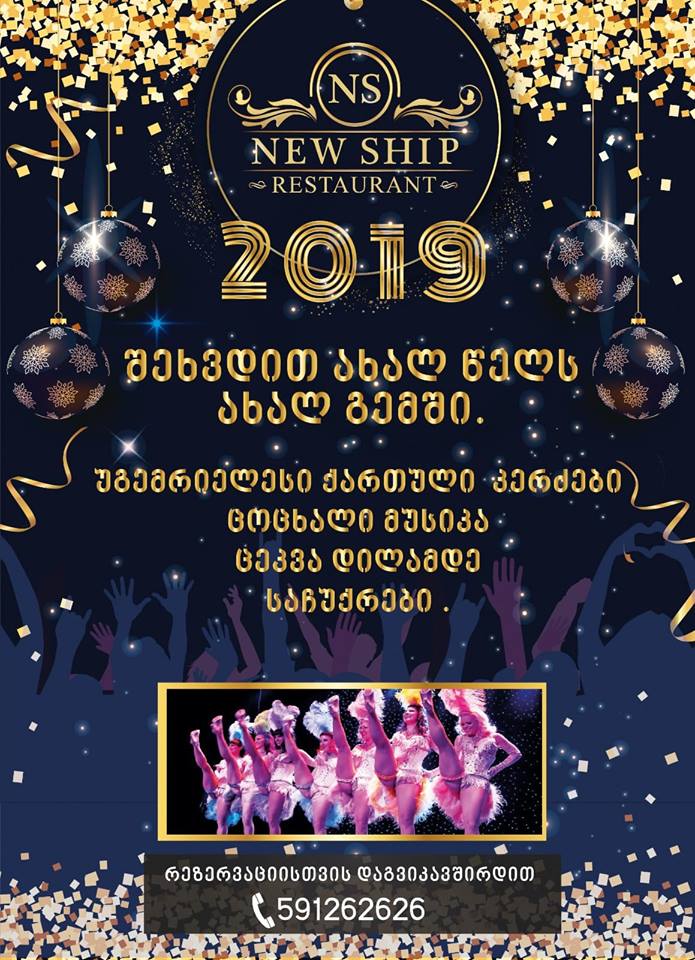 NS
NEW SHIP
RESTAURANT
2019
შეხვდით ახალ წელს
ახალ გემში.
უგემრიელესი ქართული კერძები
ცოცხალი მუსიკა
ცეკვა დილამდე
საჩუქრები .
რეზერვაციისთვის დაგვიკავშირდით
591262626